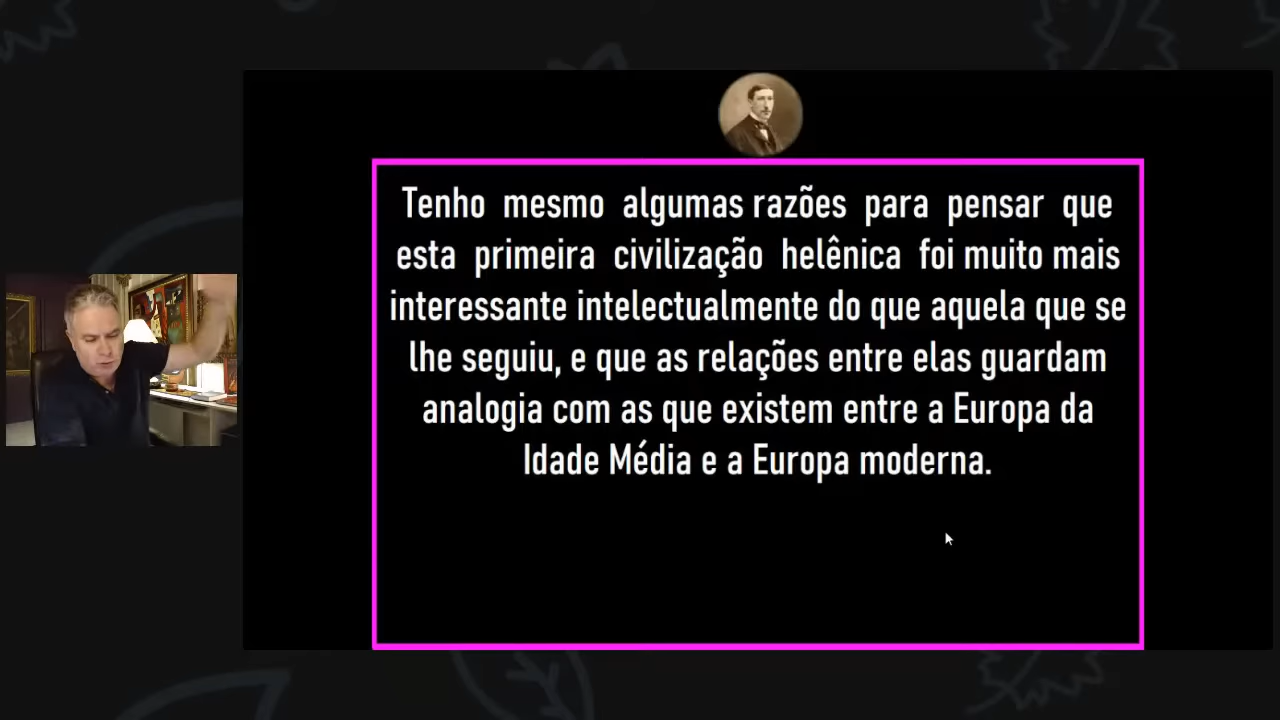 Tenho mesmo algumas razões para pensar que
esta primeira civilização helênica foi muito mais
interessante intelectualmente do que aquela que se
lhe seguiu, e que as relações entre elas guardam
analogia com as que existem entre a Europa da
Idade Média e a Europa moderna.